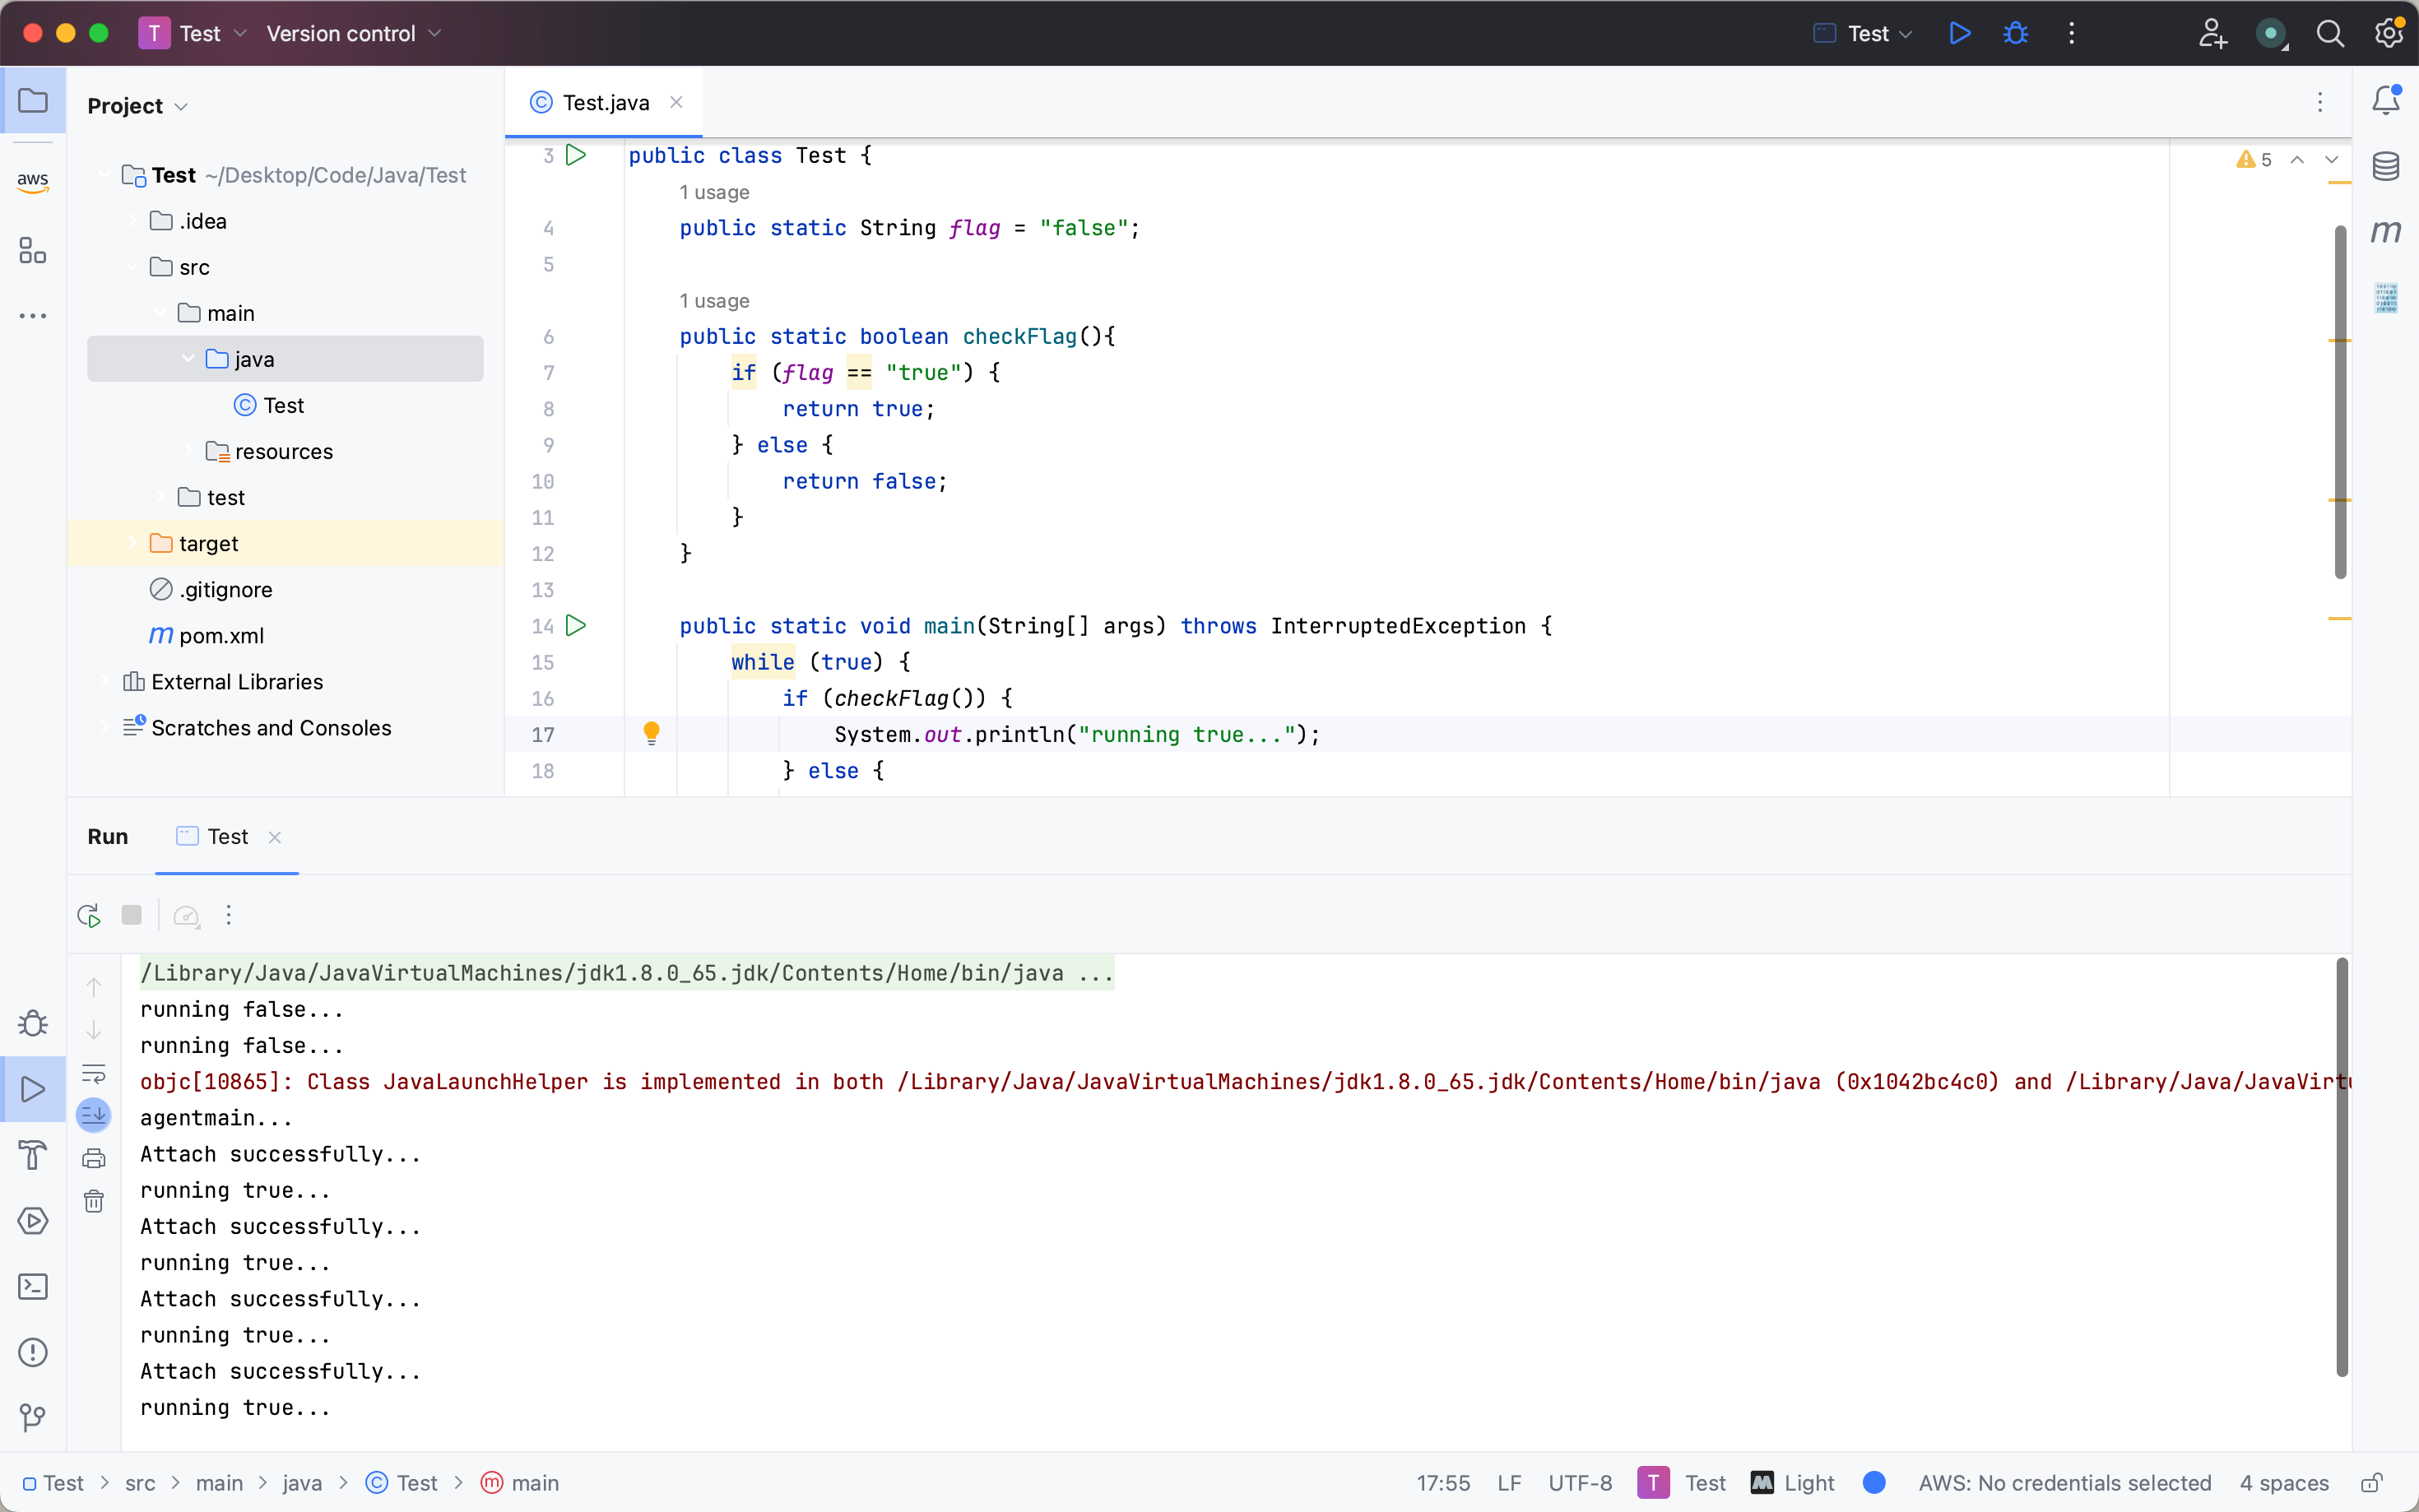 T Test Version control Test
Project
Test.java
aws
Test ~/Desktop/Code/Java/Test
.idea
src
main
java
Test
resources
test
target
.gitignore
m pom.xml
External Libraries
Scratches and Consoles
3 public class Test {
1 usage
4 public static String flag = "false";
5
1 usage
6 public static boolean checkFlag(){
7 if (flag == "true") {
8 return true;
9 } else {
10 return false;
11 }
12 }
13
14 public static void main(String[] args) throws InterruptedException {
15 while (true) {
16 if (checkFlag()) {
17 System.out.println("running true...");
18 } else {
5
m
Run Test
/Library/Java/JavaVirtualMachines/jdk1.8.0_65.jdk/Contents/Home/bin/java ...
running false...
running false...
objc[10865]: Class JavaLaunchHelper is implemented in both /Library/Java/JavaVirtualMachines/jdk1.8.0_65.jdk/Contents/Home/bin/java (0x1042bc4c0) and /Library/Java/JavaVirtu
agentmain...
Attach successfully...
running true...
Attach successfully...
running true...
Attach successfully...
running true...
Attach successfully...
running true...
Test > src > main > java > C Test > m main 17:55 LF UTF-8 T Test M Light AWS: No credentials selected 4 spaces